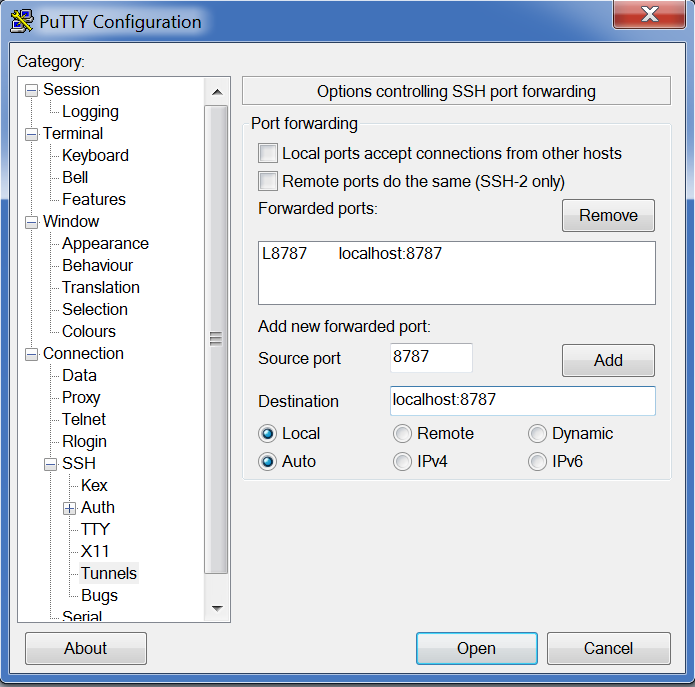 PuTTY Configuration
Category:
Session
Logging
Terminal
Keyboard
Bell
Features
Window
Appearance
Behaviour
Translation
Selection
Colours
Connection
Data
Proxy
Telnet
Rlogin
SSH
Kex
Auth
TTY
X11
Tunnels
Bugs
Serial
Options controlling SSH port forwarding
Port forwarding
Local ports accept connections from other hosts
Remote ports do the same (SSH-2 only)
Forwarded ports:
Remove
L8787 localhost:8787
Add new forwarded port:
Source port 8787 Add
Destination localhost:8787
Local Remote Dynamic
Auto IPv4 IPv6
About Open Cancel